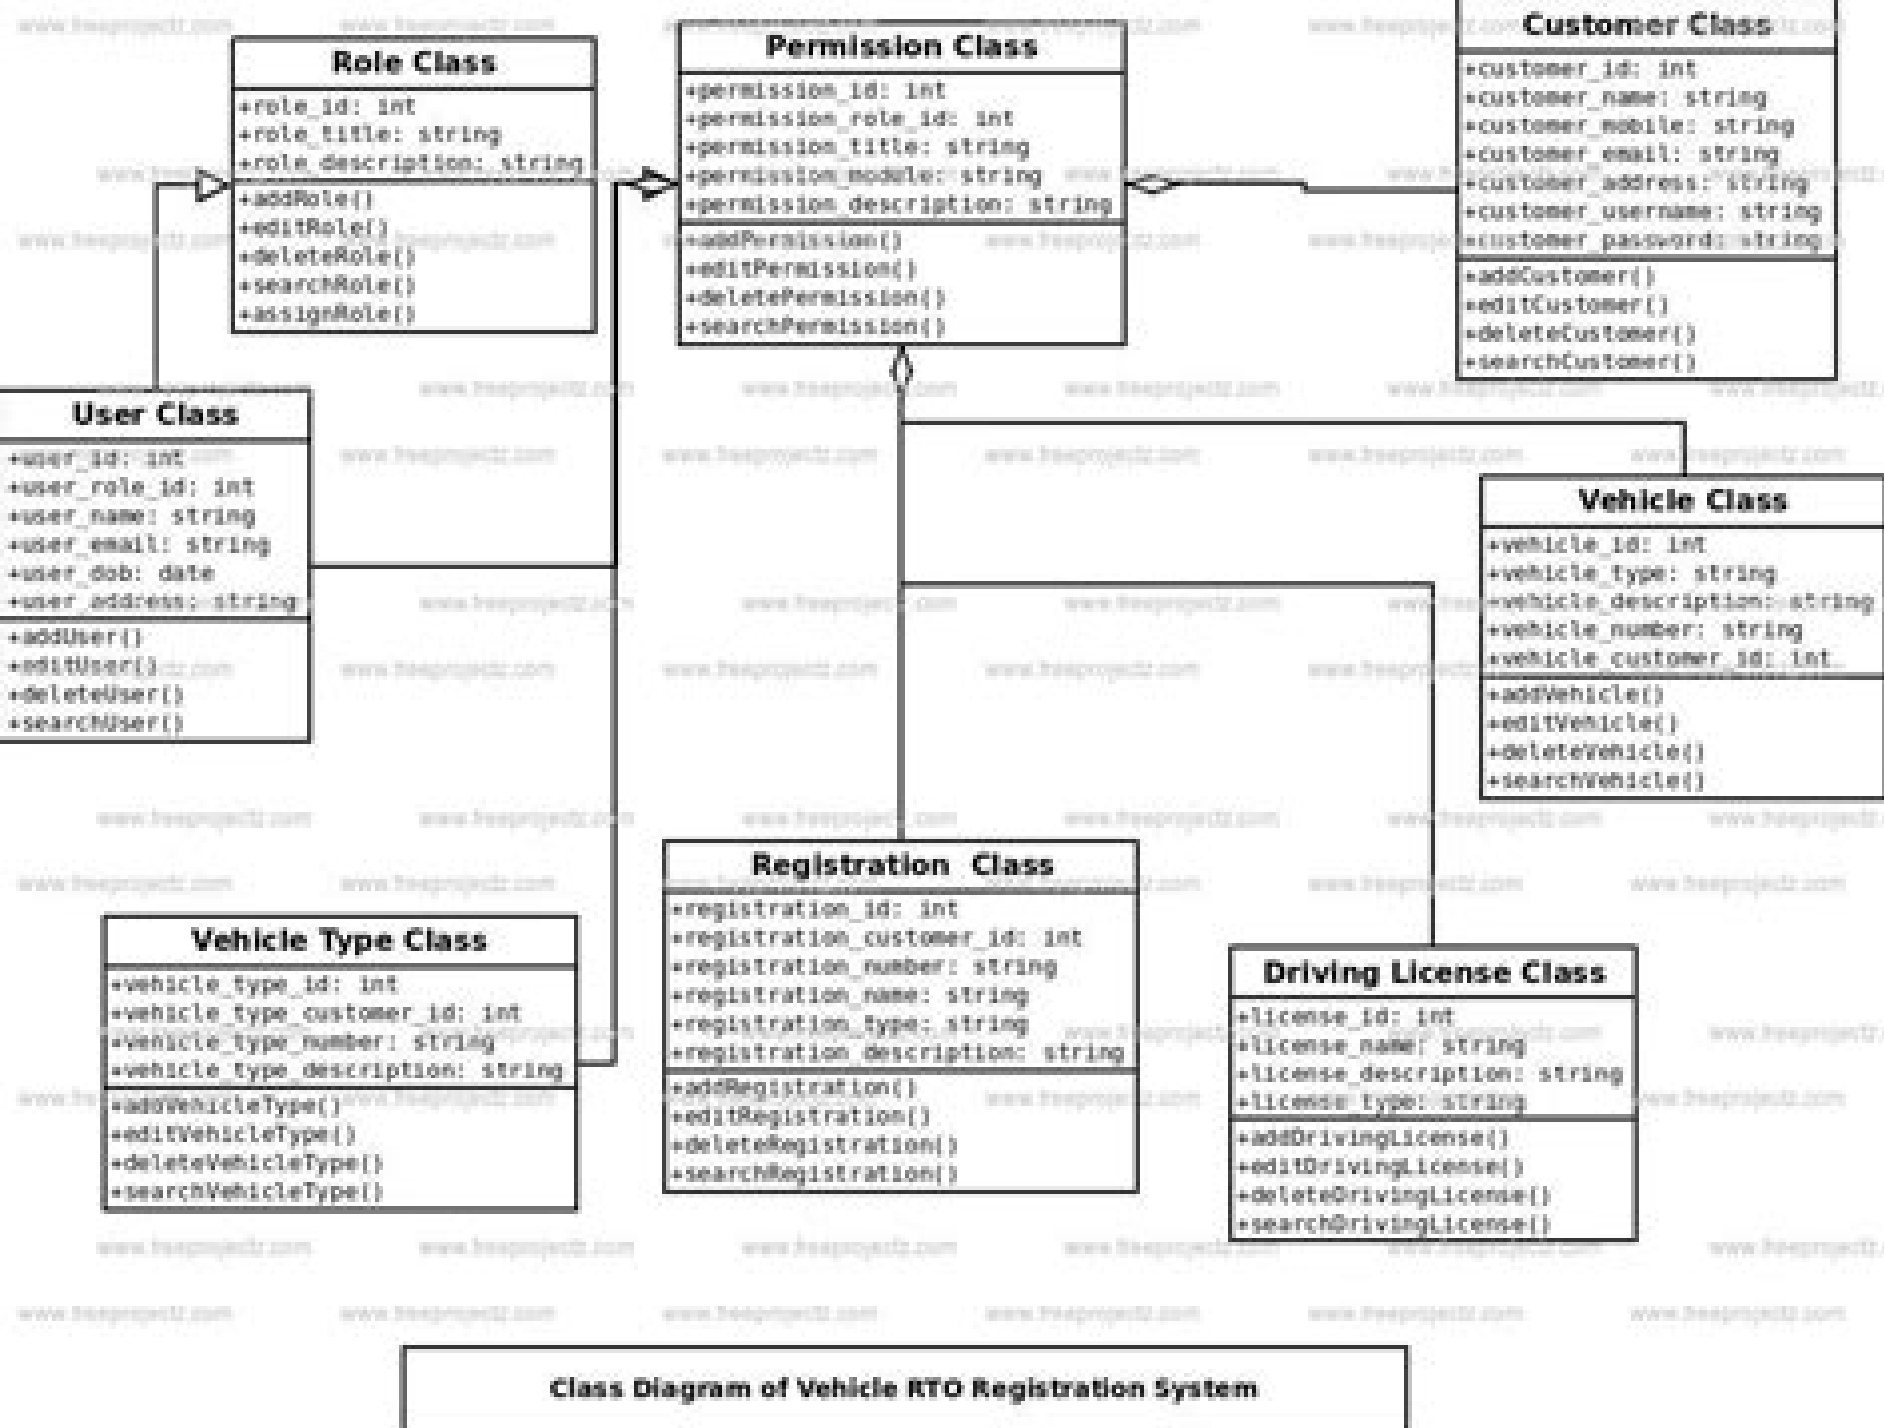 Role Class
+role_id: int
+role_title: string
+role_description: string
+addRole()
+editRole()
+deleteRole()
+searchRole()
+assignRole()
Permission Class
+permission_id: int
+permission_role_id: int
+permission_title: string
+permission_module: string
+permission_description: string
+addPermission()
+editPermission()
+deletePermission()
+searchPermission()
Customer Class
+customer_id: int
+customer_name: string
+customer_mobile: string
+customer_email: string
+customer_address: string
+customer_username: string
+customer_password: string
+addCustomer()
+editCustomer()
+deleteCustomer()
+searchCustomer()
User Class
+user_id: int
+user_role_id: int
+user_name: string
+user_email: string
+user_dob: date
+user_address: string
+addUser()
+editUser()
+deleteUser()
+searchUser()
Vehicle Class
+vehicle_id: int
+vehicle_type: string
+vehicle_description: string
+vehicle_number: string
+vehicle_customer_id: int
+addVehicle()
+editVehicle()
+deleteVehicle()
+searchVehicle()
Vehicle Type Class
+vehicle_type_id: int
+vehicle_type_customer_id: int
+vehicle_type_number: string
+vehicle_type_description: string
+addVehicleType()
+editVehicleType()
+deleteVehicleType()
+searchVehicleType()
Registration Class
+registration_id: int
+registration_customer_id: int
+registration_number: string
+registration_name: string
+registration_type: string
+registration_description: string
+addRegistration()
+editRegistration()
+deleteRegistration()
+searchRegistration()
Driving License Class
+license_id: int
+license_name: string
+license_description: string
+license_type: string
+addDrivingLicense()
+editDrivingLicense()
+deleteDrivingLicense()
+searchDrivingLicense()
Class Diagram of Vehicle RTO Registration System
www.freeprojectz.com